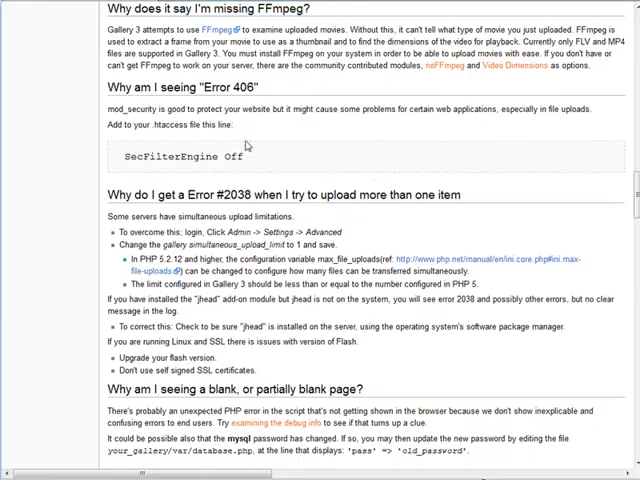 Why does it say I'm missing FFmpeg?
Gallery 3 attempts to use FFmpeg to examine uploaded movies. Without this, it can't tell what type of movie you just uploaded. FFmpeg is
used to extract a frame from your movie to use as a thumbnail and to find the dimensions of the video for playback. Currently only FLV and MP4
files are supported in Gallery 3. You must install FFmpeg on your system in order to be able to upload movies with ease. If you don't have or
can't get FFmpeg to work on your server, there are the community contributed modules, noFFmpeg and Video Dimensions as options.
Why am I seeing "Error 406"
mod_security is good to protect your website but it might cause some problems for certain web applications, especially in file uploads.
Add to your .htaccess file this line:
SecFilterEngine Off
Why do I get a Error #2038 when I try to upload more than one item
Some servers have simultaneous upload limitations.
To overcome this; login, Click Admin -> Settings -> Advanced
Change the gallery simultaneous_upload_limit to 1 and save.
In PHP 5.2.12 and higher, the configuration variable max_file_uploads(ref: http://www.php.net/manual/en/ini.core.php#ini.max-
file-uploads) can be changed to configure how many files can be transferred simultaneously.
The limit configured in Gallery 3 should be less than or equal to the number configured in PHP 5.
If you have installed the "jhead" add-on module but jhead is not on the system, you will see error 2038 and possibly other errors, but no clear
message in the log.
To correct this: Check to be sure "jhead" is installed on the server, using the operating system's software package manager.
If you are running Linux and SSL there is issues with version of Flash.
Upgrade your flash version.
Don't use self signed SSL certificates.
Why am I seeing a blank, or partially blank page?
There's probably an unexpected PHP error in the script that's not getting shown in the browser because we don't show inexplicable and
confusing errors to end users. Try examining the debug info to see if that turns up a clue.
It could be possible also that the mysql password has changed. If so, you may then update the new password by editing the file
your_gallery/var/database.php, at the line that displays: 'pass' => 'old_password'.